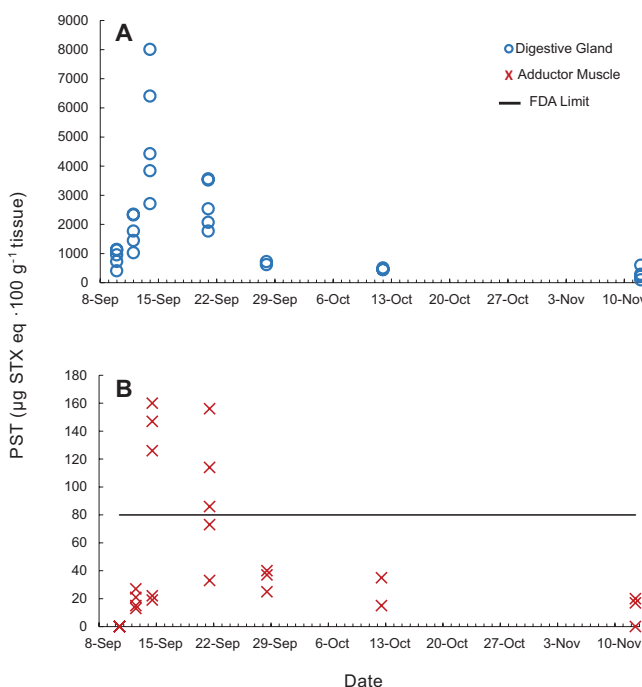 A
Digestive Gland
X Adductor Muscle
FDA Limit
9000
8000
7000
6000
5000
4000
3000
2000
1000
0
8-Sep 15-Sep 22-Sep 29-Sep 6-Oct 13-Oct 20-Oct 27-Oct 3-Nov 10-Nov
PST (µg STX eq ·100 g⁻¹ tissue)
B
180
160
140
120
100
80
60
40
20
0
8-Sep 15-Sep 22-Sep 29-Sep 6-Oct 13-Oct 20-Oct 27-Oct 3-Nov 10-Nov
Date